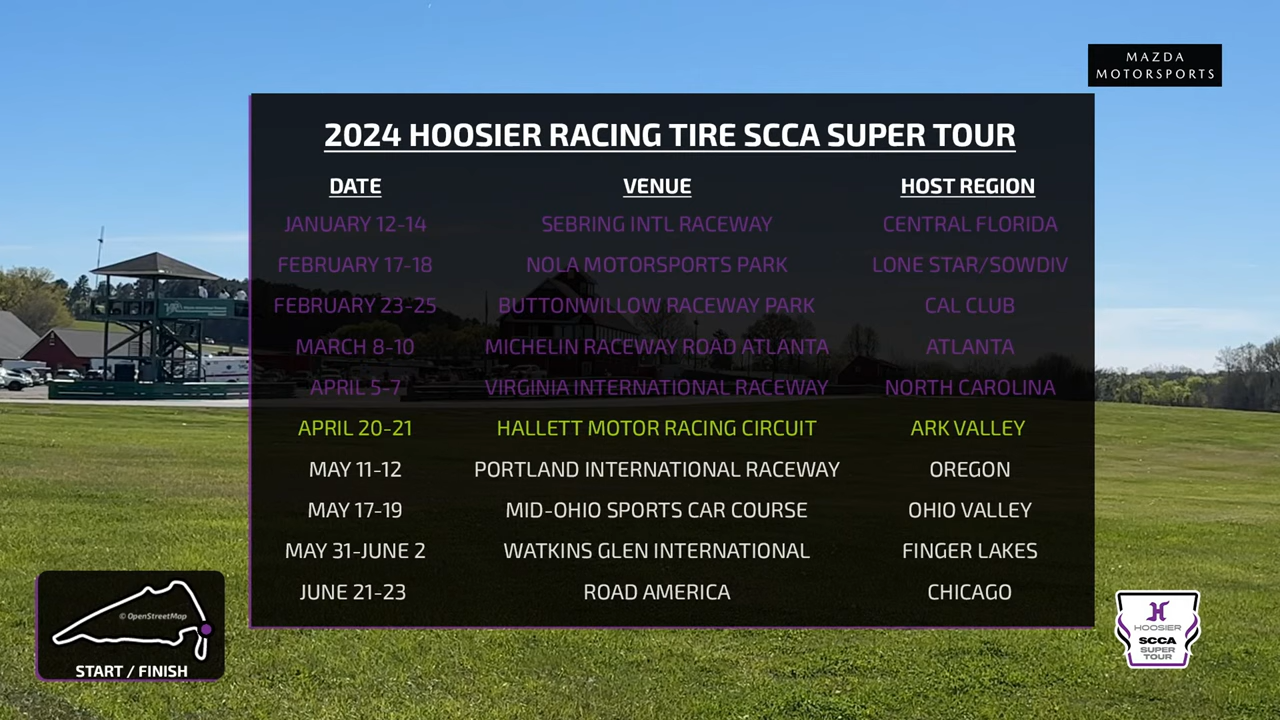 MAZDA
MOTORSPORTS
2024 HOOSIER RACING TIRE SCCA SUPER TOUR
DATE VENUE HOST REGION
JANUARY 12-14 SEBRING INTL RACEWAY CENTRAL FLORIDA
FEBRUARY 17-18 NOLA MOTORSPORTS PARK LONE STAR/SOWDIV
FEBRUARY 23-25 BUTTONWILLOW RACEWAY PARK CAL CLUB
MARCH 8-10 MICHELIN RACEWAY ROAD ATLANTA ATLANTA
APRIL 5-7 VIRGINIA INTERNATIONAL RACEWAY NORTH CAROLINA
APRIL 20-21 HALLETT MOTOR RACING CIRCUIT ARK VALLEY
MAY 11-12 PORTLAND INTERNATIONAL RACEWAY OREGON
MAY 17-19 MID-OHIO SPORTS CAR COURSE OHIO VALLEY
MAY 31-JUNE 2 WATKINS GLEN INTERNATIONAL FINGER LAKES
JUNE 21-23 ROAD AMERICA CHICAGO
© OpenStreetMap
START / FINISH
H
HOOSIER
SCCA
SUPER
TOUR